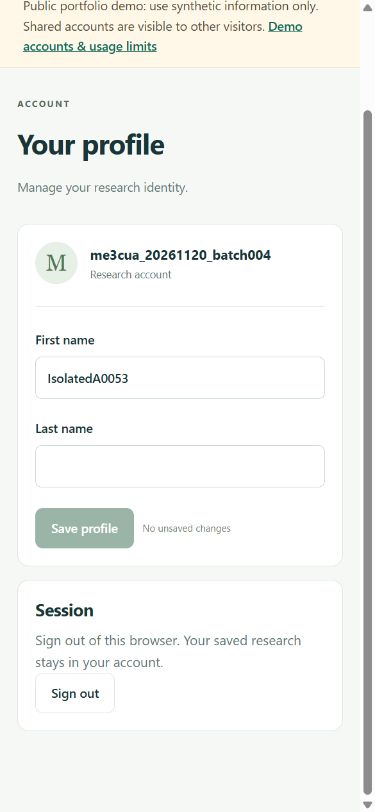 Public portfolio demo: use synthetic information only.
Shared accounts are visible to other visitors. Demo
accounts & usage limits
ACCOUNT
Your profile
Manage your research identity.
M
me3cua_20261120_batch004
Research account
First name
IsolatedA0053
Last name
Save profile
No unsaved changes
Session
Sign out of this browser. Your saved research
stays in your account.
Sign out